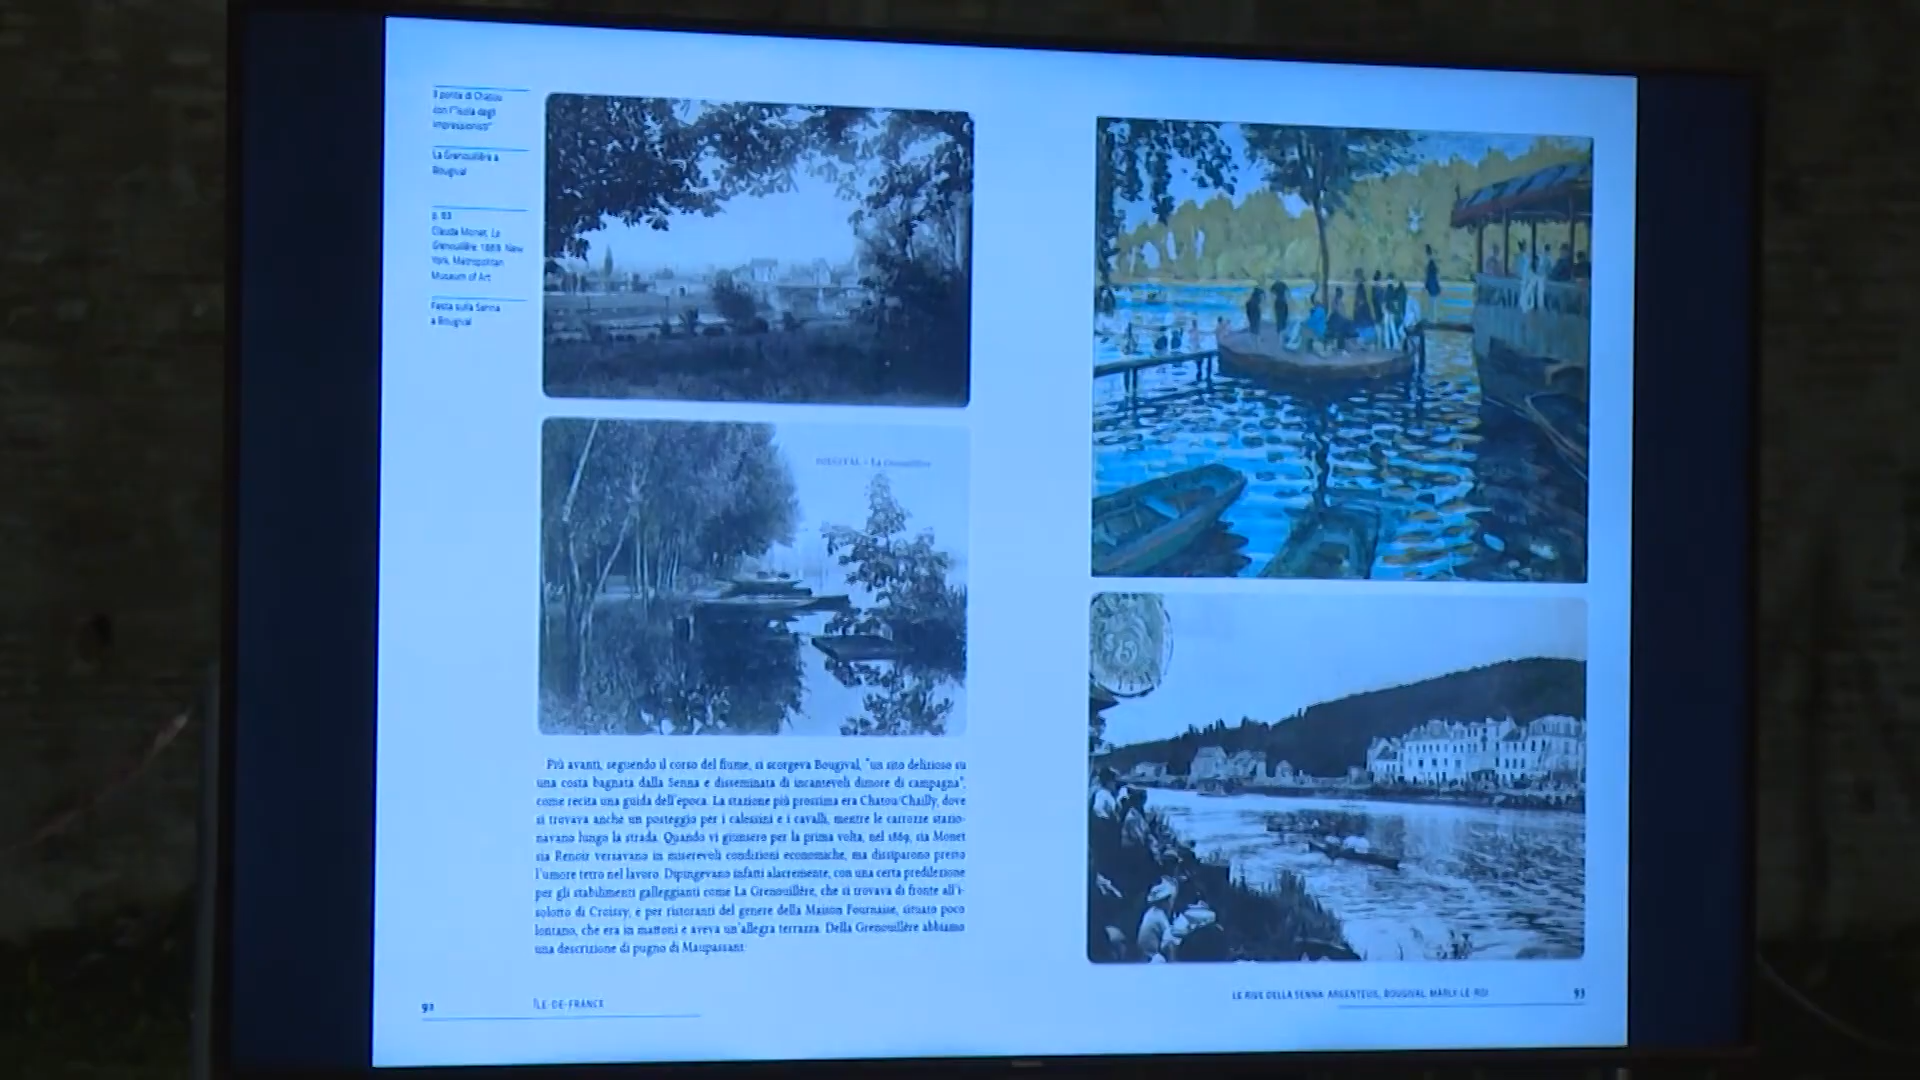 Il ponte di Chatou
con l'"isola degli
impressionisti"
La Grenouillère a
Bougival
p. 93
Claude Monet, La
Grenouillère, 1869. New
York, Metropolitan
Museum of Art
Festa sulla Senna
a Bougival
La Grenouillère
25
Più avanti, seguendo il corso del fiume, si scorgeva Bougival, "un sito delizioso su
una costa bagnata dalla Senna e disseminata di incantevoli dimore di campagna",
come recita una guida dell'epoca. La stazione più prossima era Chatou/Chailly, dove
si trovava anche un posteggio per i calessini e i cavalli, mentre le carrozze stazio-
navano lungo la strada. Quando vi giunsero per la prima volta, nel 1869, sia Monet
sia Renoir versavano in miserevoli condizioni economiche, ma dissiparono presto
l'umore tetro nel lavoro. Dipingevano infatti alacremente, con una certa predilezione
per gli stabilimenti galleggianti come La Grenouillère, che si trovava di fronte all'i-
solotto di Croissy, e per ristoranti del genere della Maison Fournaise, situato poco
lontano, che era in mattoni e aveva un'allegra terrazza. Della Grenouillère abbiamo
una descrizione di pugno di Maupassant:
92 ÎLE-DE-FRANCE
LE RIVE DELLA SENNA: ARGENTEUIL, BOUGIVAL, MARLY-LE-ROI 93